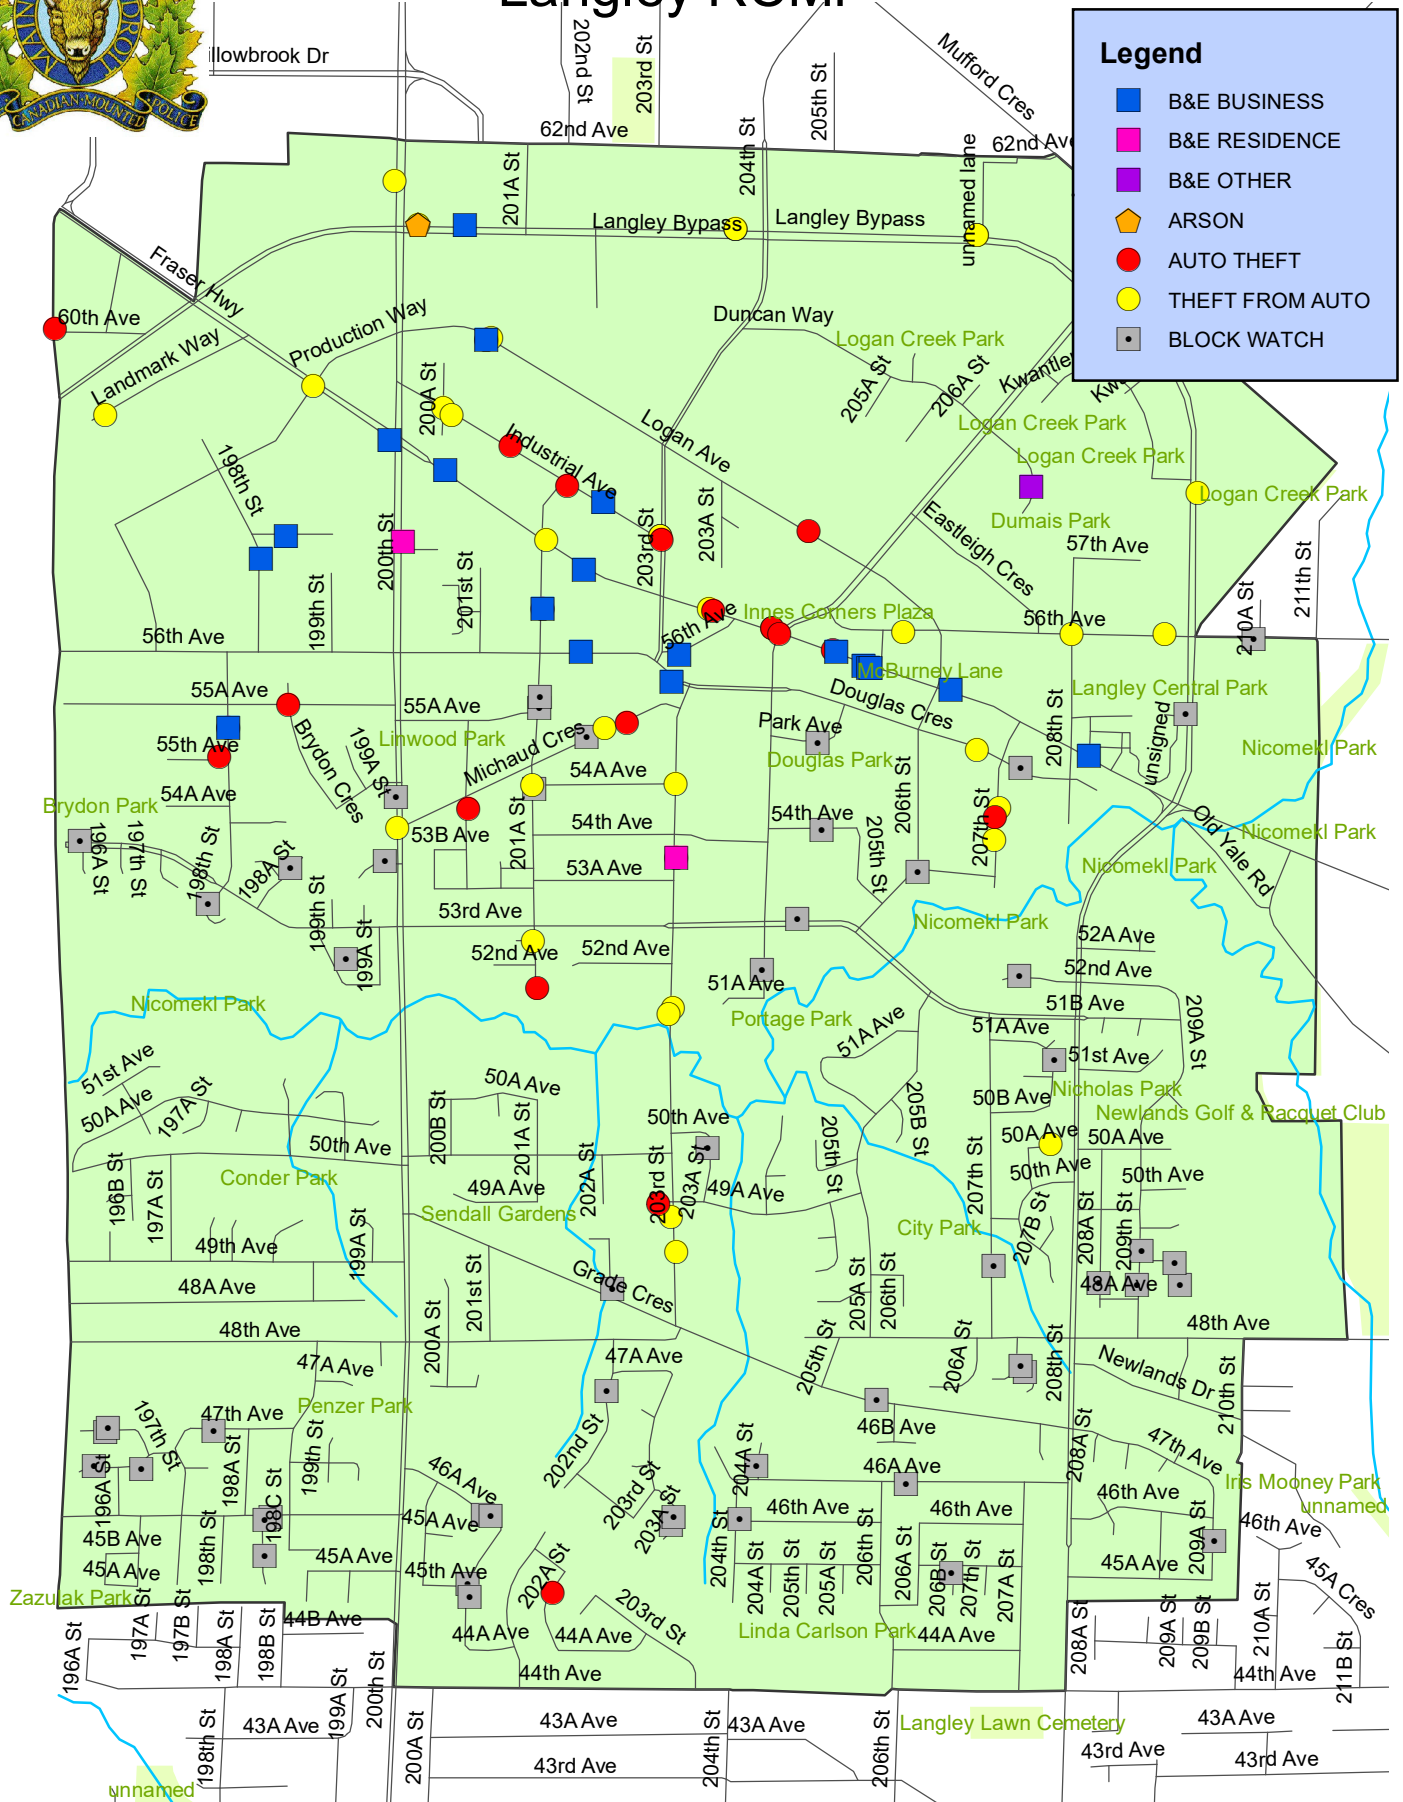 CANADIAN MOUNTED POLICE
illowbrook Dr
202nd St
203rd St
205th St
Mufford Cres
62nd Ave
204th St
62nd Av
201A St
unnamed lane
Langley Bypass
Langley Bypass
Legend
B&E BUSINESS
B&E RESIDENCE
B&E OTHER
ARSON
AUTO THEFT
THEFT FROM AUTO
BLOCK WATCH
Fraser Hwy
60th Ave
Landmark Way
Production Way
Duncan Way
Logan Creek Park
205A St
206A St
Kwantle
200A St
Industrial Ave
Logan Ave
Logan Creek Park
Logan Creek Park
Logan Creek Park
198th St
200th St
203rd St
203A St
Eastleigh Cres
Dumais Park
57th Ave
201st St
199th St
211th St
210A St
56th Ave
56th Ave
Innes Corners Plaza
56th Ave
McBurney Lane
55A Ave
55A Ave
Douglas Cres
208th St
Langley Central Park
Park Ave
unsigned
55th Ave
Brydon Cres
199A St
Linwood Park
Michaud Cres
Douglas Park
Nicomekl Park
54A Ave
54A Ave
209th St
Brydon Park
53B Ave
201A St
54th Ave
54th Ave
205th St
207th St
Old Yale Rd
Nicomekl Park
196A St
197th St
198th St
198A St
53A Ave
Nicomekl Park
199th St
199A St
53rd Ave
Nicomekl Park
52nd Ave
52nd Ave
52A Ave
52nd Ave
51A Ave
Nicomekl Park
Portage Park
51A Ave
51B Ave
51A Ave
209A St
51st Ave
51st Ave
50A Ave
197A St
50A Ave
200B St
201A St
50th Ave
205B St
50B Ave
Nicholas Park
Newlands Golf & Racquet Club
50th Ave
205th St
50A Ave
50A Ave
50th Ave
50th Ave
196B St
197A St
Conder Park
49A Ave
202A St
203rd St
203A St
49A Ave
207th St
Sendall Gardens
City Park
207B St
208A St
209th St
49th Ave
199A St
48A Ave
201st St
Grade Cres
205A St
206th St
48A Ave
48th Ave
200A St
48th Ave
47A Ave
47A Ave
205th St
206A St
208th St
Newlands Dr
210th St
Penzer Park
197th St
47th Ave
198A St
199th St
202nd St
46B Ave
208A St
47th Ave
204A St
46A Ave
46A Ave
203rd St
Iris Mooney Park
unnamed
196A St
198C St
45A Ave
203A St
46th Ave
46th Ave
46th Ave
46th Ave
45B Ave
198th St
204th St
209A St
45A Ave
45A Ave
45th Ave
202A St
204A St
205th St
205A St
206th St
206A St
206B St
207th St
207A St
45A Ave
45A Cres
Zazulak Park
197A St
197B St
44B Ave
203rd St
196A St
198A St
198B St
44A Ave
44A Ave
Linda Carlson Park
44A Ave
208A St
209A St
209B St
210A St
211B St
44th Ave
44th Ave
199A St
200th St
198th St
43A Ave
200A St
43A Ave
204th St
43A Ave
206th St
Langley Lawn Cemetery
43A Ave
43rd Ave
43rd Ave
43rd Ave
unnamed